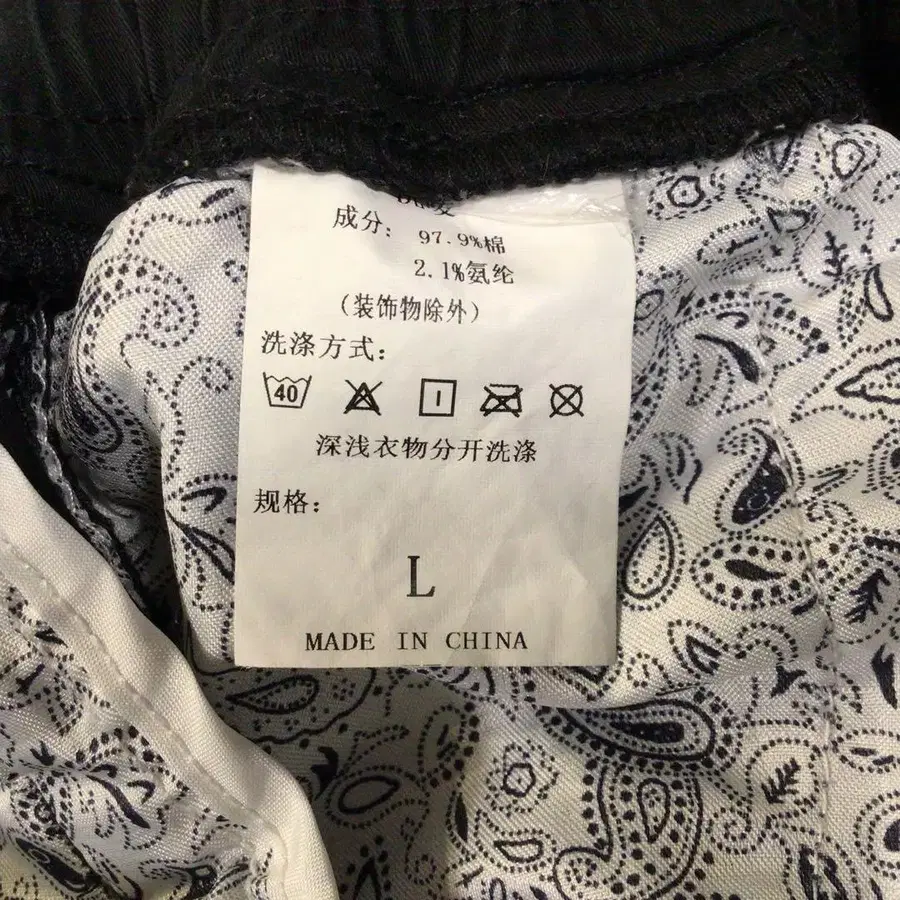 成分: 97.9%棉
2.1%氨纶
(装饰物除外)
洗涤方式:
40
深浅衣物分开洗涤
规格:
L
MADE IN CHINA